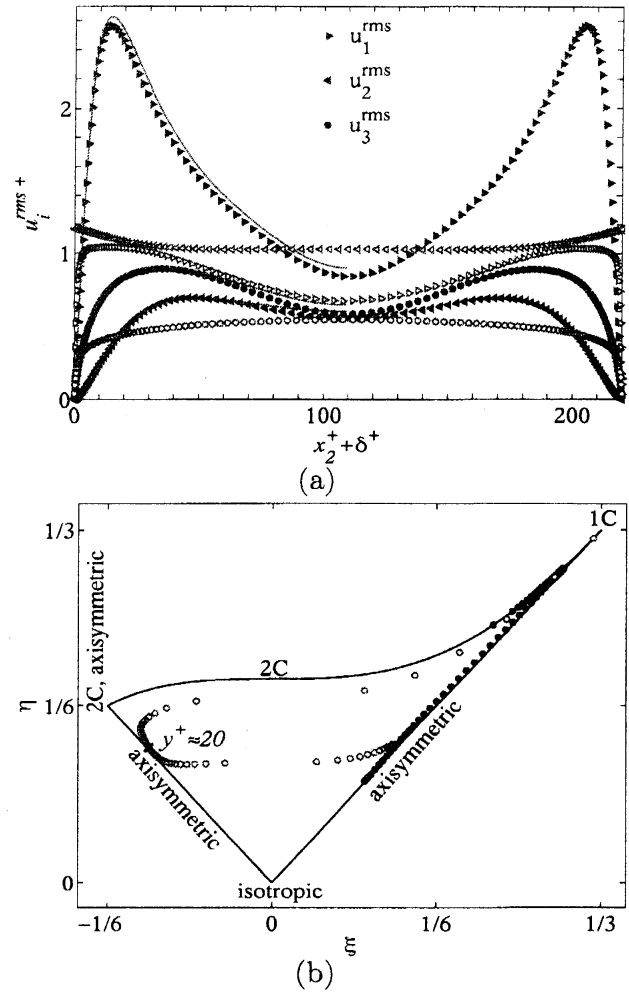 2
1
0
u_i^{rms +}
u_1^{rms}
u_2^{rms}
u_3^{rms}
0 100 200
x_2^+ + δ^+
(a)
1/3
1/6
0
η
1C
2C
2C, axisymmetric
y^+≈20
axisymmetric
axisymmetric
isotropic
−1/6 0 1/6 1/3
ξ
(b)